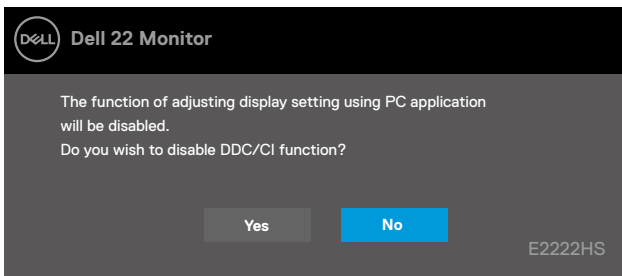 DELL Dell 22 Monitor
The function of adjusting display setting using PC application
will be disabled.
Do you wish to disable DDC/CI function?
Yes No
E2222HS